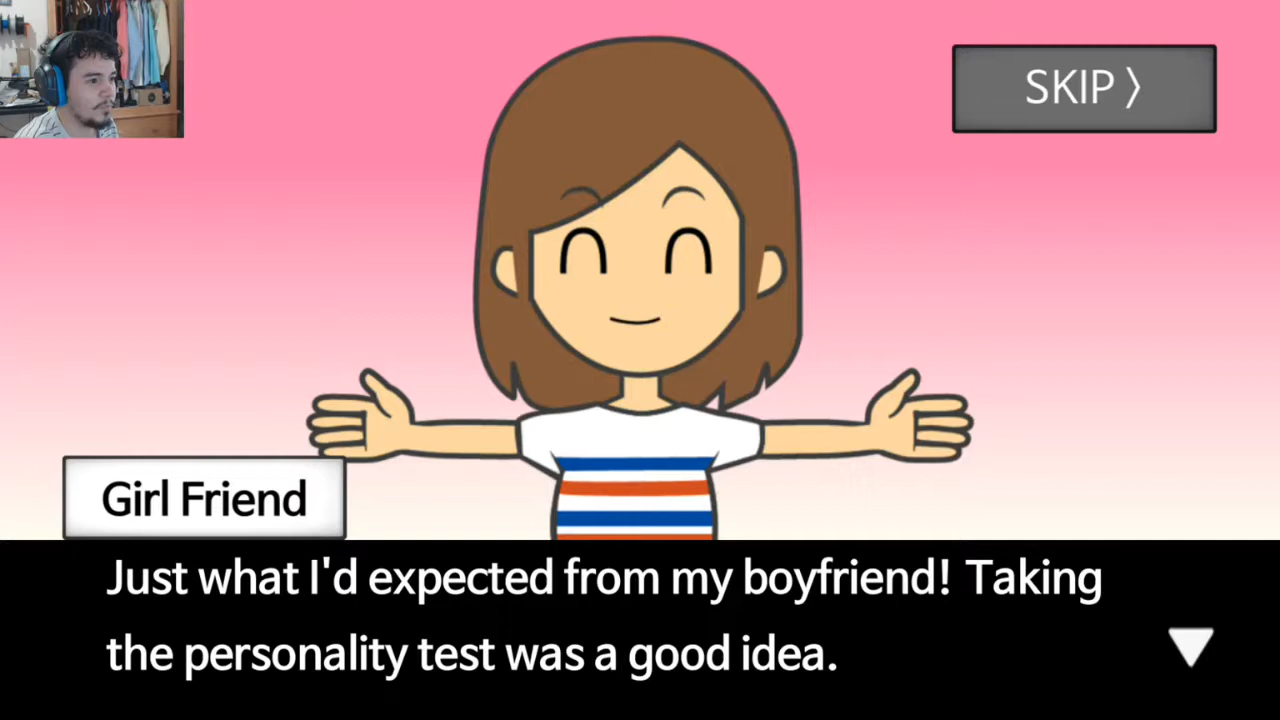 SKIP 〉
Girl Friend
Just what I'd expected from my boyfriend! Taking
the personality test was a good idea.